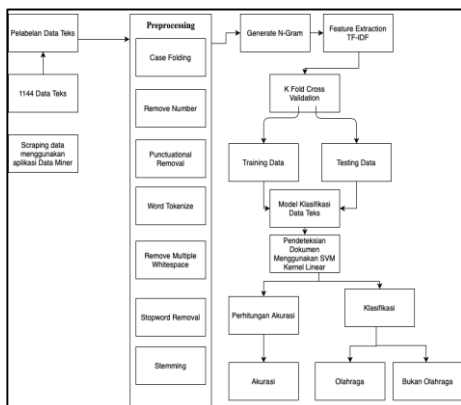 Pelabelan Data Teks
1144 Data Teks
Scraping data
menggunakan
aplikasi Data Miner
Preprocessing
Case Folding
Remove Number
Punctuational
Removal
Word Tokenize
Remove Multiple
Whitespace
Stopword Removal
Stemming
Generate N-Gram
Feature Extraction
TF-IDF
K Fold Cross
Validation
Training Data
Testing Data
Model Klasifikasi
Data Teks
Pendeteksian
Dokumen
Menggunakan SVM
Kernel Linear
Perhitungan Akurasi
Klasifikasi
Akurasi
Olahraga
Bukan Olahraga